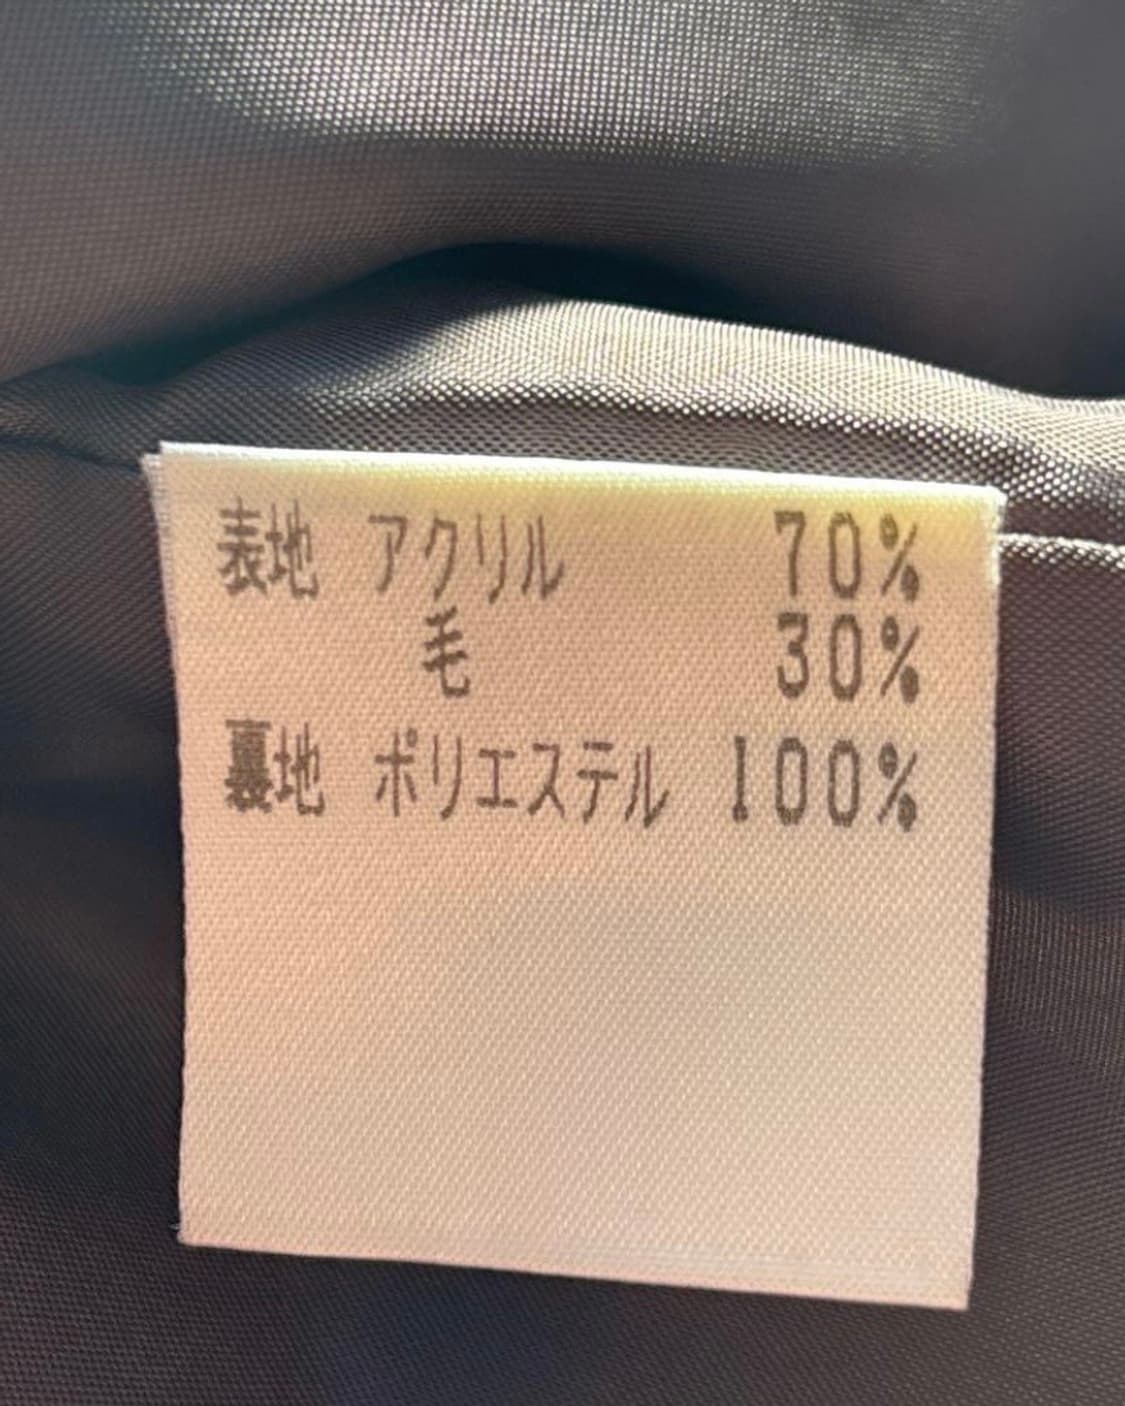 表地 アクリル 70%
毛 30%
裏地 ポリエステル 100%